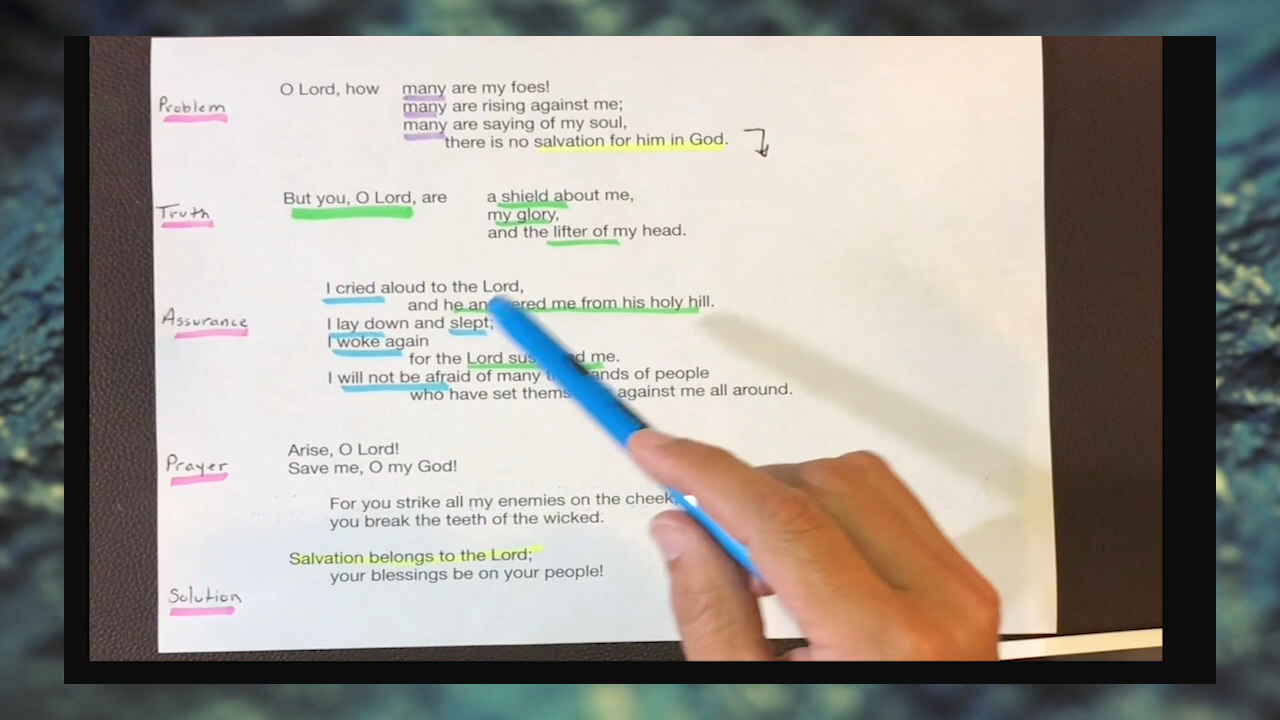 O Lord, how many are my foes!
Problem
many are rising against me;
many are saying of my soul,
there is no salvation for him in God.
But you, O Lord, are a shield about me,
Truth
my glory,
and the lifter of my head.
I cried aloud to the Lord,
and he answered me from his holy hill.
Assurance
I lay down and slept;
I woke again
for the Lord sustained me.
I will not be afraid of many thousands of people
who have set themselves against me all around.
Arise, O Lord!
Prayer
Save me, O my God!
For you strike all my enemies on the cheek;
you break the teeth of the wicked.
Salvation belongs to the Lord;
your blessings be on your people!
Solution